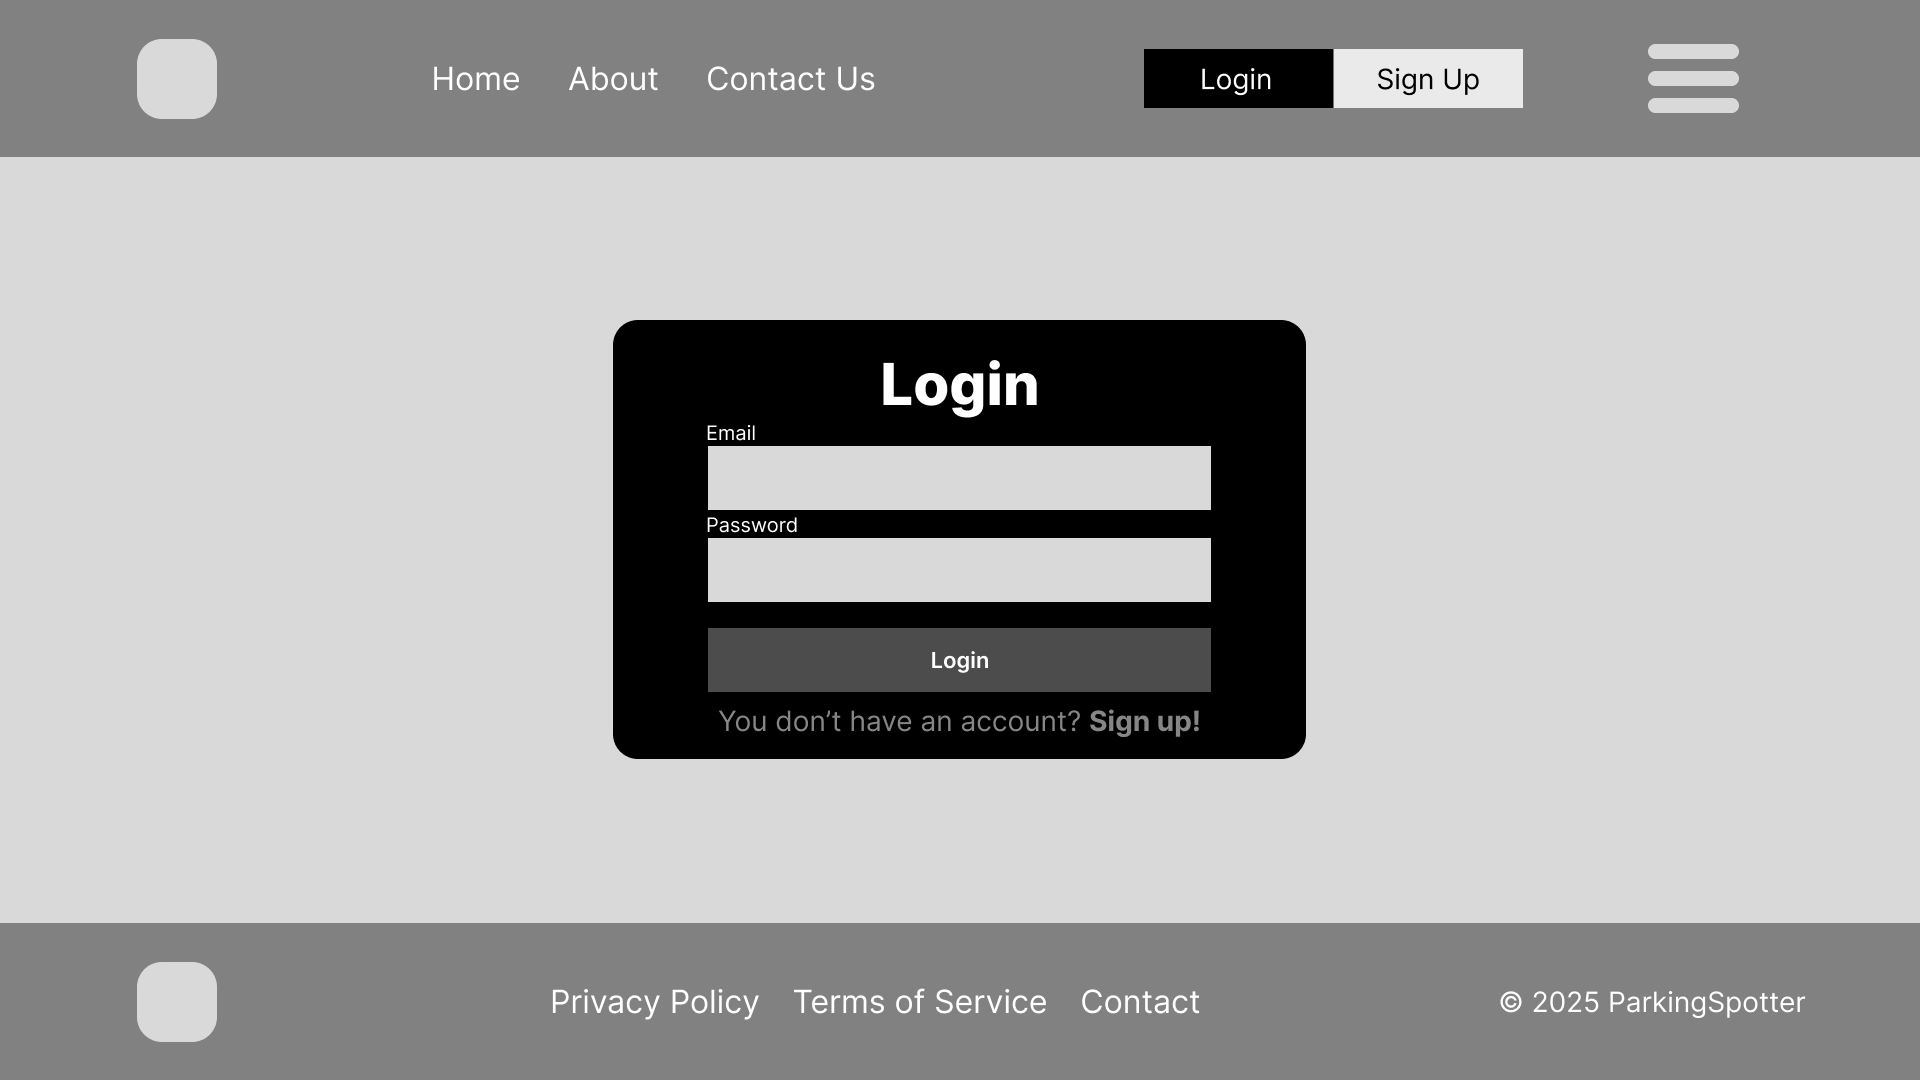 Home About Contact Us Login Sign Up
Login
Email
Password
Login
You don’t have an account? Sign up!
Privacy Policy Terms of Service Contact © 2025 ParkingSpotter